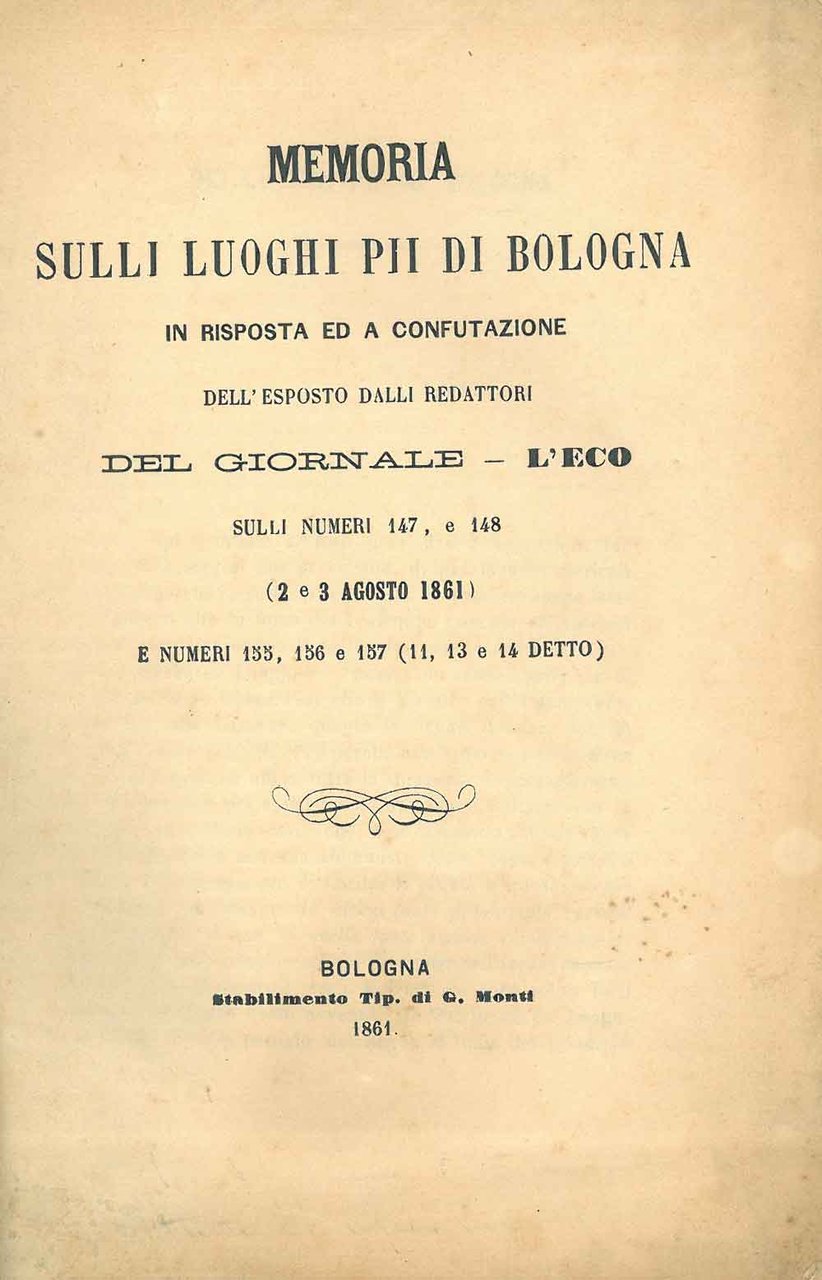 MEMORIA
SULLI LUOGHI PII DI BOLOGNA
IN RISPOSTA ED A CONFUTAZIONE
DELL' ESPOSTO DALLI REDATTORI
DEL GIORNALE – L'ECO
SULLI NUMERI 147, e 148
(2 e 3 AGOSTO 1861)
E NUMERI 155, 156 e 157 (11, 13 e 14 DETTO)
BOLOGNA
Stabilimento Tip. di G. Monti
1861.